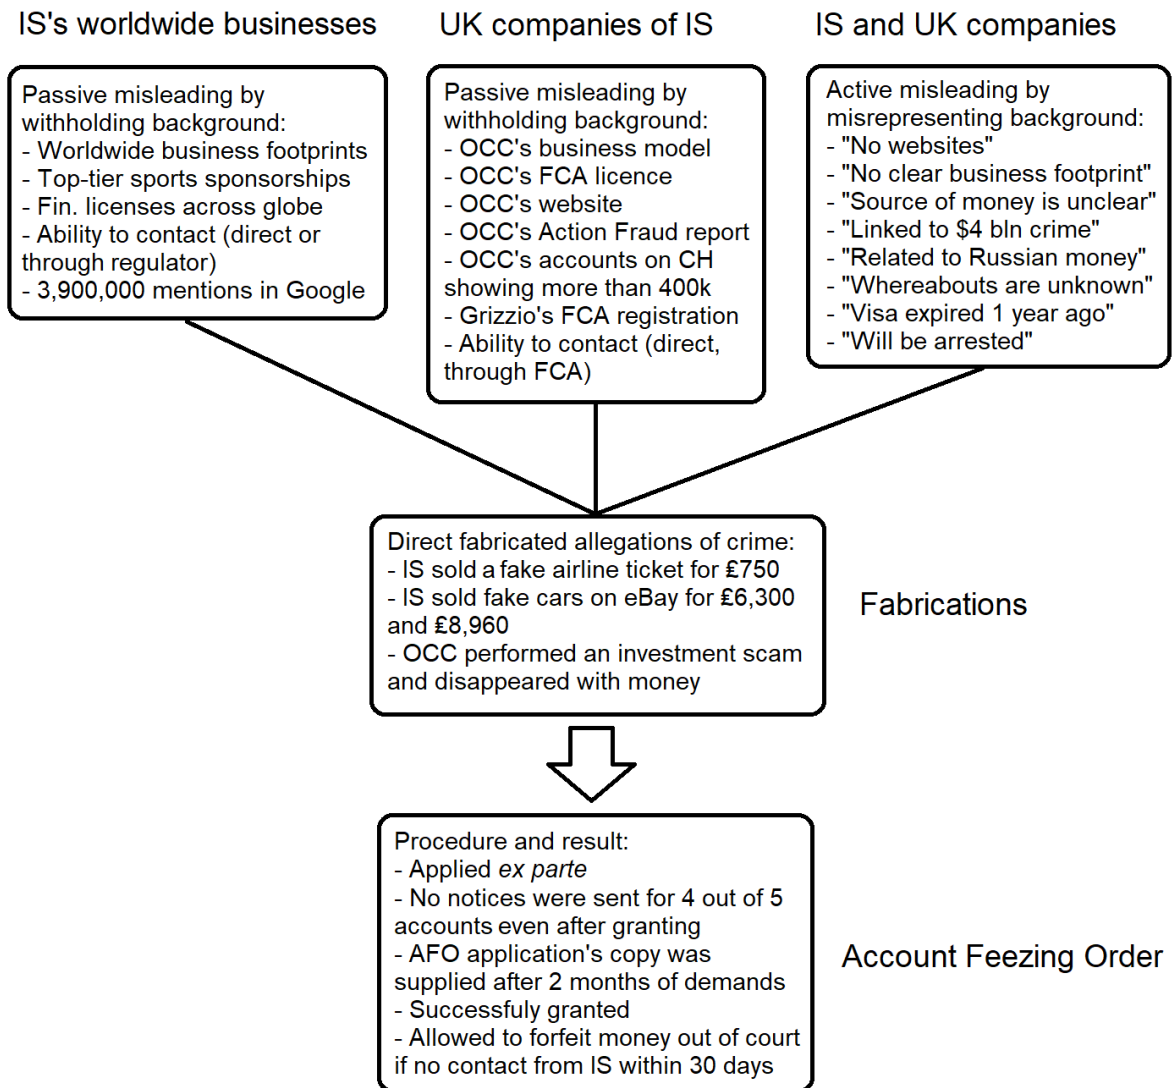 IS's worldwide businesses
UK companies of IS
IS and UK companies
Passive misleading by
withholding background:
- Worldwide business footprints
- Top-tier sports sponsorships
- Fin. licenses across globe
- Ability to contact (direct or
through regulator)
- 3,900,000 mentions in Google
Passive misleading by
withholding background:
- OCC's business model
- OCC's FCA licence
- OCC's website
- OCC's Action Fraud report
- OCC's accounts on CH
showing more than 400k
- Grizzio's FCA registration
- Ability to contact (direct,
through FCA)
Active misleading by
misrepresenting background:
- "No websites"
- "No clear business footprint"
- "Source of money is unclear"
- "Linked to $4 bln crime"
- "Related to Russian money"
- "Whereabouts are unknown"
- "Visa expired 1 year ago"
- "Will be arrested"
Direct fabricated allegations of crime:
- IS sold a fake airline ticket for ₤750
- IS sold fake cars on eBay for ₤6,300
and ₤8,960
- OCC performed an investment scam
and disappeared with money
Fabrications
Procedure and result:
- Applied ex parte
- No notices were sent for 4 out of 5
accounts even after granting
- AFO application's copy was
supplied after 2 months of demands
- Successfuly granted
- Allowed to forfeit money out of court
if no contact from IS within 30 days
Account Feezing Order